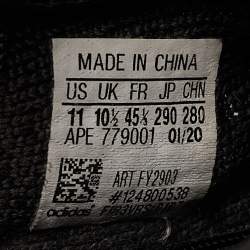 MADE IN CHINA
US UK FR JP CHN
11 10½ 45⅓ 290 280
APE 779001 01/20
ART FY2903
#124800538
adidas